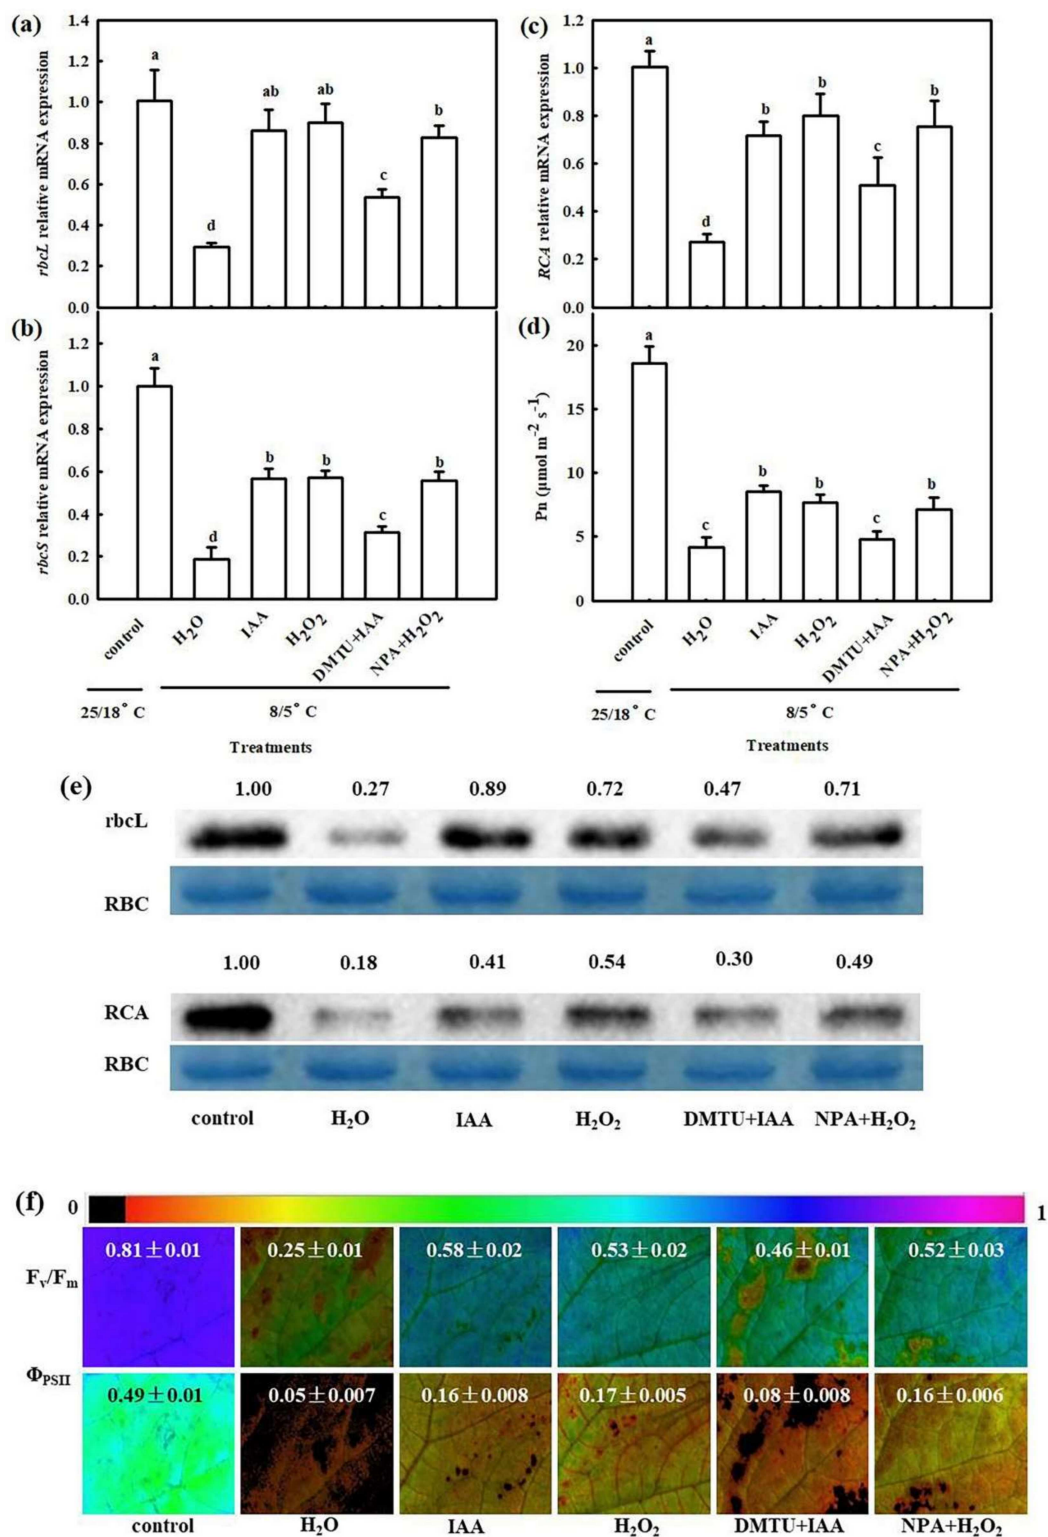 (a)
rbcL relative mRNA expression
1.4
1.2
1.0
0.8
0.6
0.4
0.2
0.0
a
d
ab
ab
c
b
(c)
RCA relative mRNA expression
1.2
1.0
0.8
0.6
0.4
0.2
0.0
a
d
b
b
c
b
(b)
rbcS relative mRNA expression
1.2
1.0
0.8
0.6
0.4
0.2
0.0
a
d
b
b
c
b
control
H₂O
IAA
H₂O₂
DMTU+IAA
NPA+H₂O₂
25/18° C
8/5° C
Treatments
(d)
Pn (μmol m⁻² s⁻¹)
20
15
10
5
0
a
c
b
b
c
b
control
H₂O
IAA
H₂O₂
DMTU+IAA
NPA+H₂O₂
25/18° C
8/5° C
Treatments
(e)
1.00 0.27 0.89 0.72 0.47 0.71
rbcL
RBC
1.00 0.18 0.41 0.54 0.30 0.49
RCA
RBC
control H₂O IAA H₂O₂ DMTU+IAA NPA+H₂O₂
(f) 0 1
Fv/Fm 0.81±0.01 0.25±0.01 0.58±0.02 0.53±0.02 0.46±0.01 0.52±0.03
ΦPSII 0.49±0.01 0.05±0.007 0.16±0.008 0.17±0.005 0.08±0.008 0.16±0.006
control H₂O IAA H₂O₂ DMTU+IAA NPA+H₂O₂